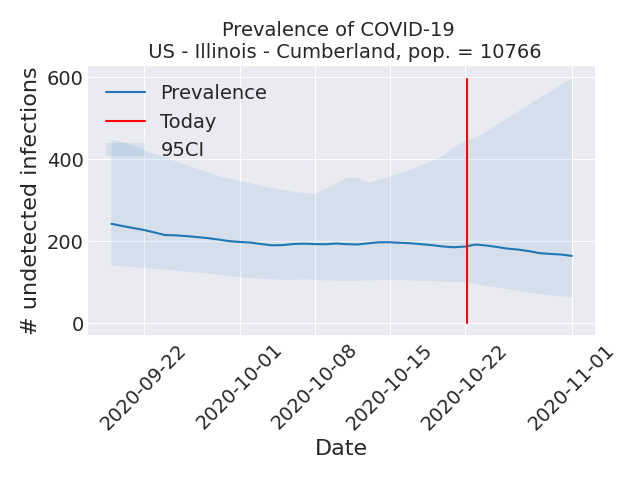 Prevalence of COVID-19
US - Illinois - Cumberland, pop. = 10766
# undetected infections
600
400
200
0
Prevalence
Today
95CI
2020-09-22
2020-10-01
2020-10-08
2020-10-15
2020-10-22
2020-11-01
Date